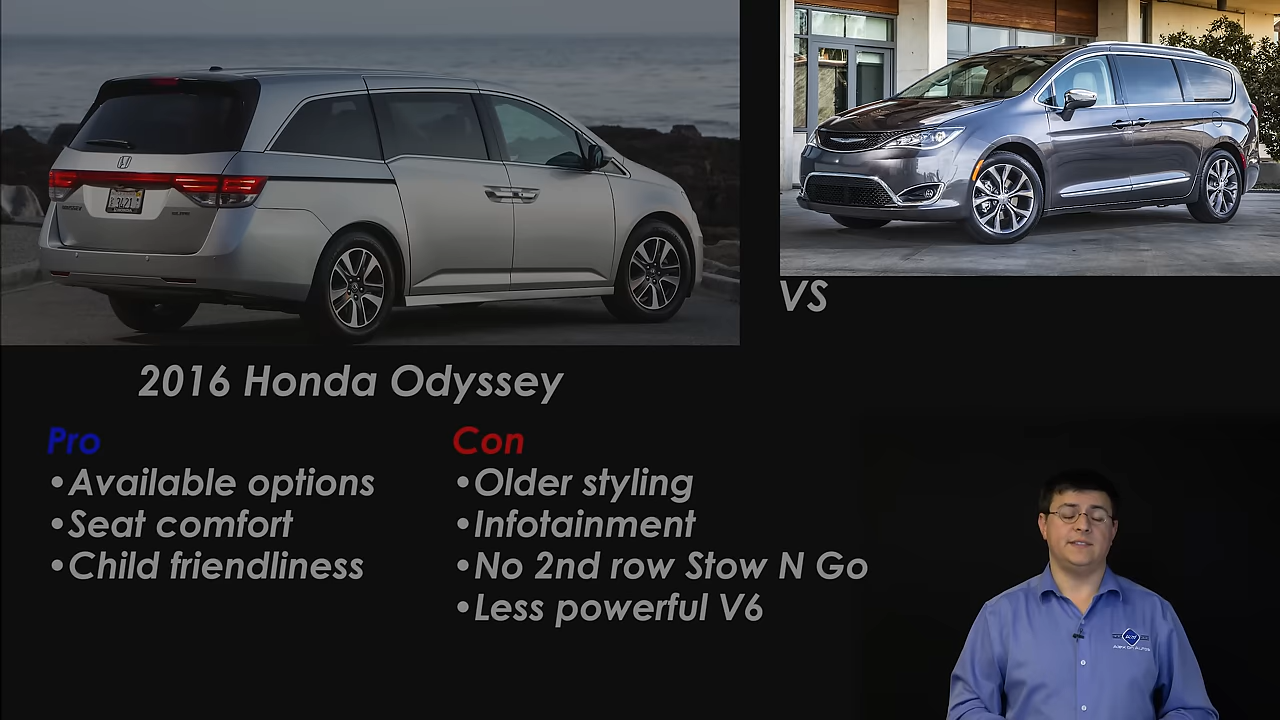 VS
2016 Honda Odyssey
Pro
•Available options
•Seat comfort
•Child friendliness
Con
•Older styling
•Infotainment
•No 2nd row Stow N Go
•Less powerful V6